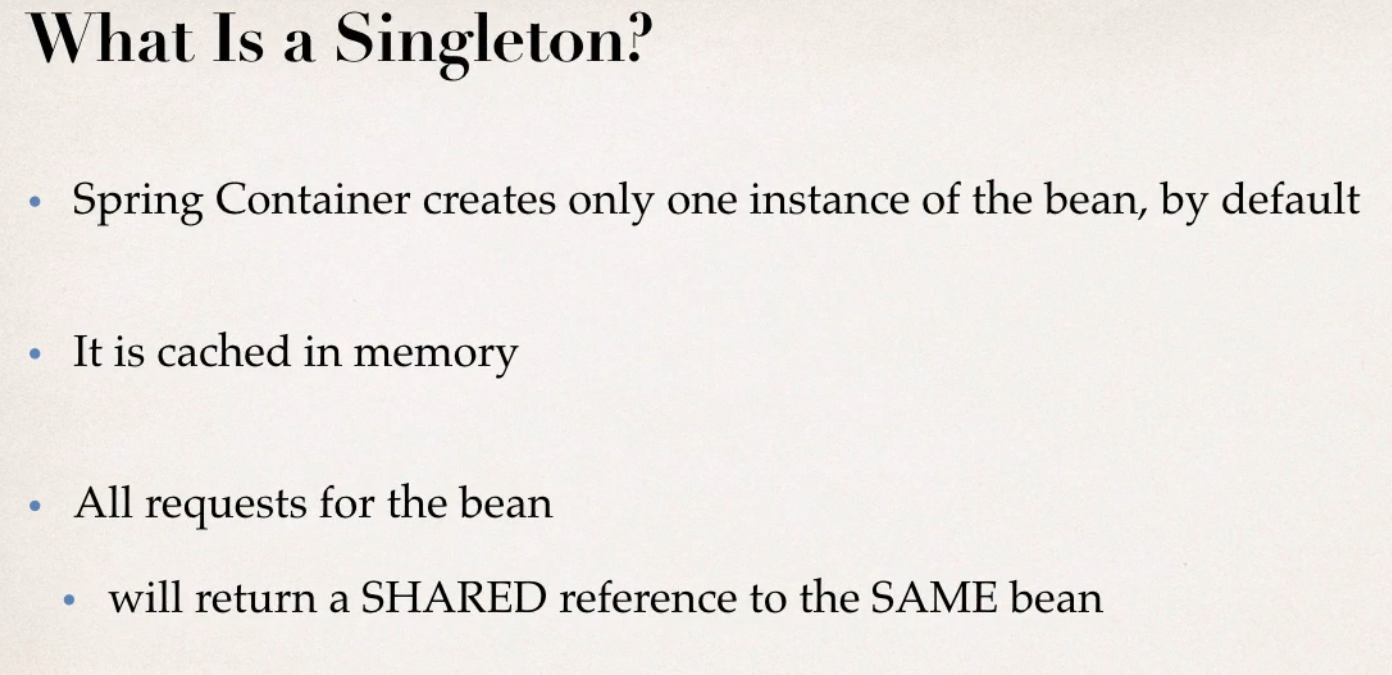 What Is a Singleton?
• Spring Container creates only one instance of the bean, by default
• It is cached in memory
• All requests for the bean
• will return a SHARED reference to the SAME bean